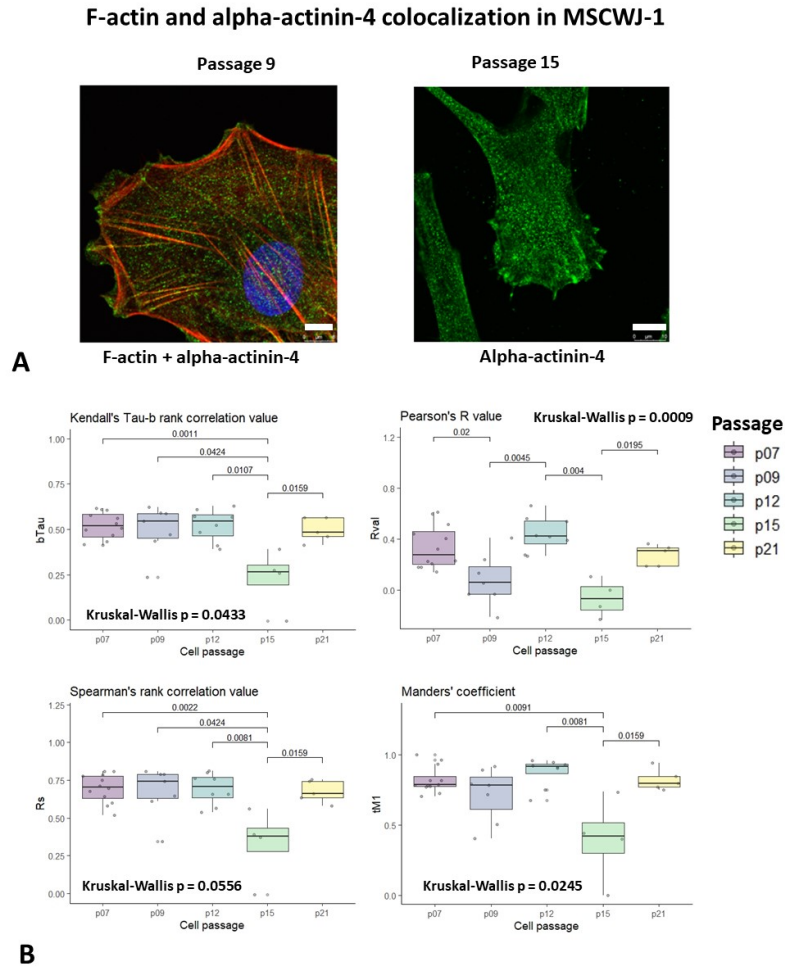 F-actin and alpha-actinin-4 colocalization in MSCWJ-1
Passage 9
Passage 15
F-actin + alpha-actinin-4
Alpha-actinin-4
A
Kendall's Tau-b rank correlation value
1.00
0.75
0.50
0.25
0.00
bTau
0.0011
0.0424
0.0107
0.0159
Kruskal-Wallis p = 0.0433
p07 p09 p12 p15 p21
Cell passage
Pearson's R value
Kruskal-Wallis p = 0.0009
1.2
0.4
0.0
Rval
0.02
0.0045
0.004
0.0195
p07 p09 p12 p15 p21
Cell passage
Passage
p07
p09
p12
p15
p21
Spearman's rank correlation value
1.25
1.00
0.75
0.50
0.25
0.00
Rs
0.0022
0.0424
0.0081
0.0159
Kruskal-Wallis p = 0.0556
p07 p09 p12 p15 p21
Cell passage
Manders' coefficient
1.0
0.5
0.0
tM1
0.0091
0.0081
0.0159
Kruskal-Wallis p = 0.0245
p07 p09 p12 p15 p21
Cell passage
B